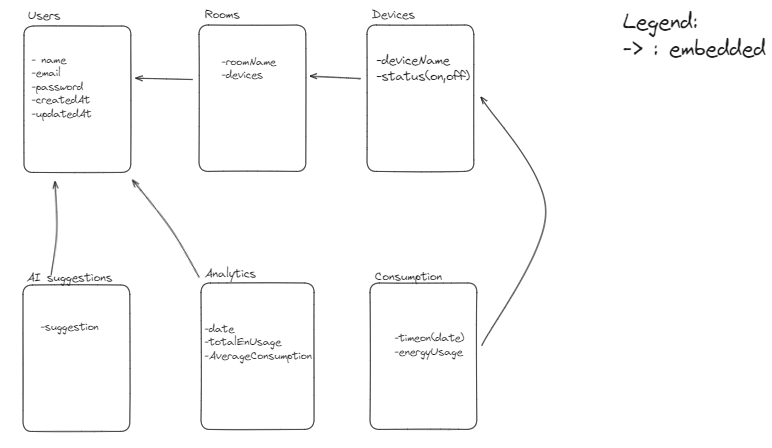 Users
- name
-email
-password
-createdAt
-updatedAt
Rooms
-roomName
-devices
Devices
-deviceName
-status(on,off)
Legend:
-> : embedded
AI suggestions
-suggestion
Analytics
-date
-totalEnUsage
-AverageConsumption
Consumption
-timeon(date)
-energyUsage